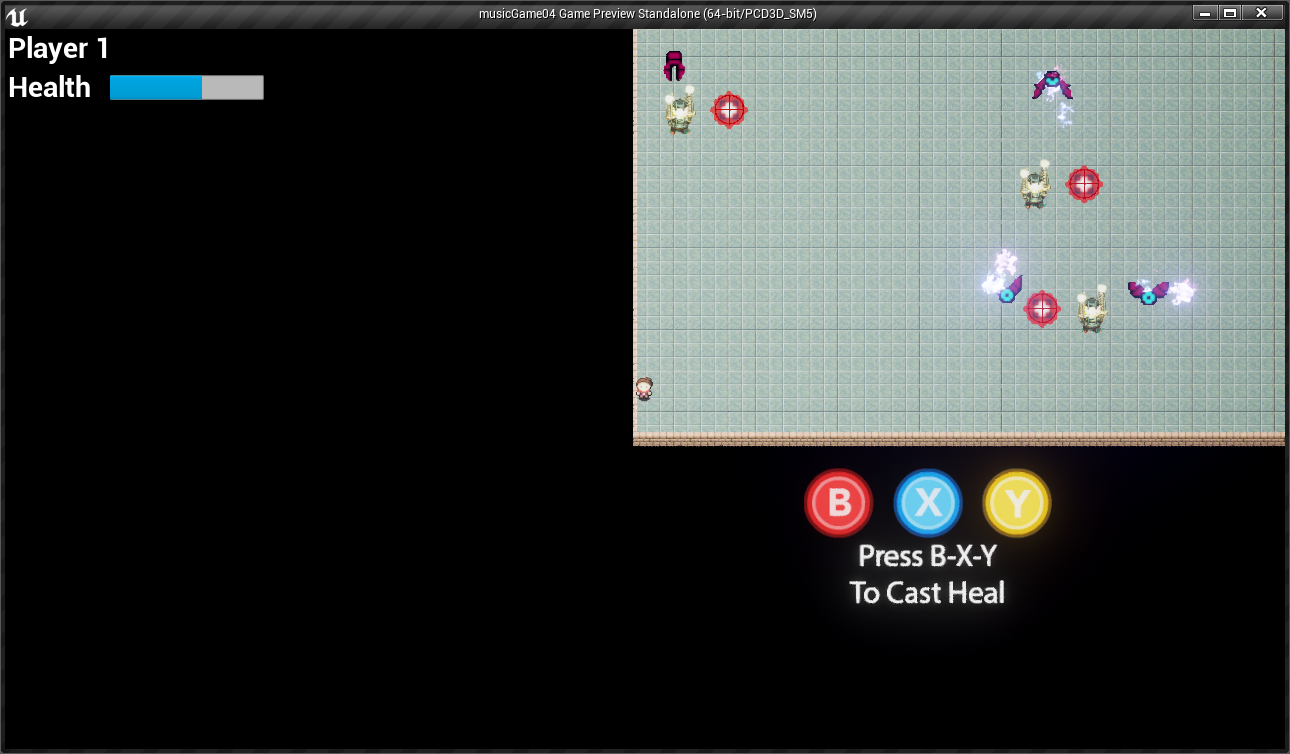 musicGame04 Game Preview Standalone (64-bit/PCD3D_SM5)
Player 1
Health
B X Y
Press B-X-Y
To Cast Heal